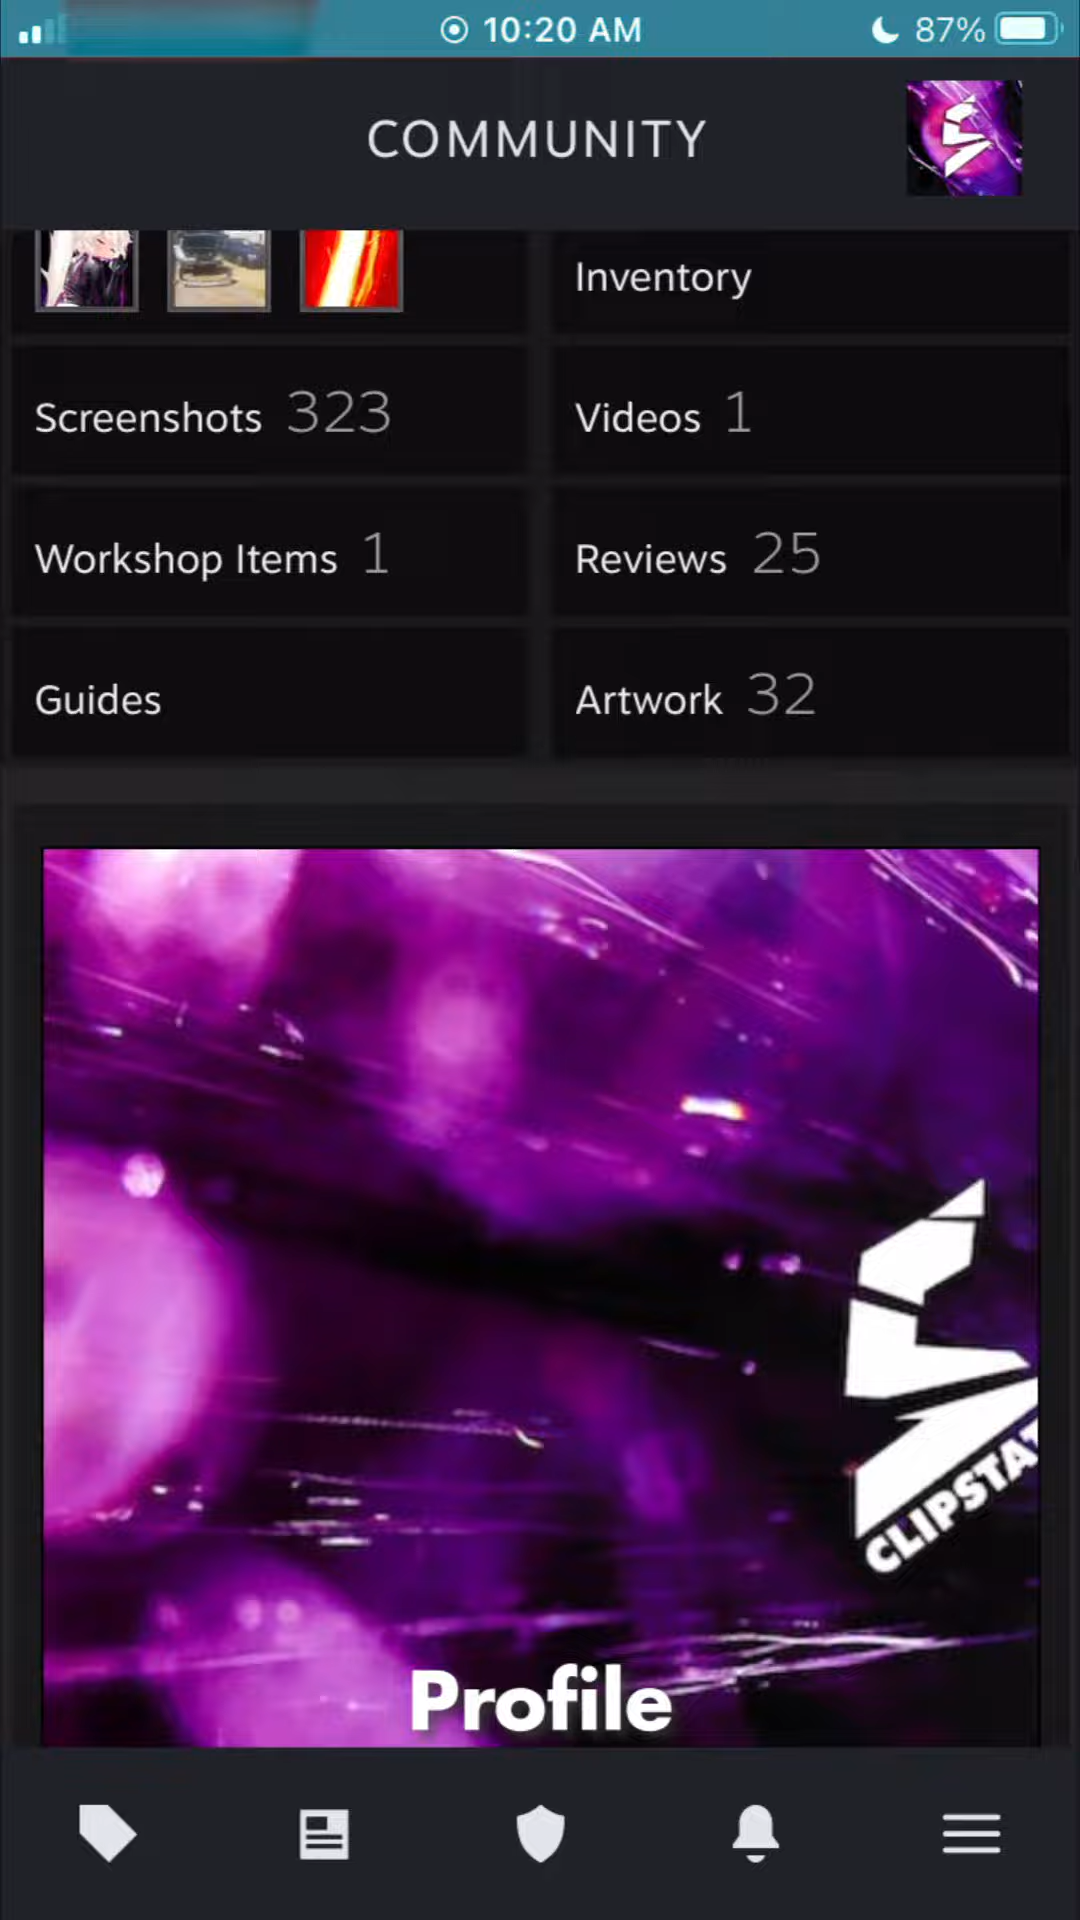 10:20 AM
87%
COMMUNITY
Inventory
Screenshots 323
Videos 1
Workshop Items 1
Reviews 25
Guides
Artwork 32
CLIPSTAT
Profile